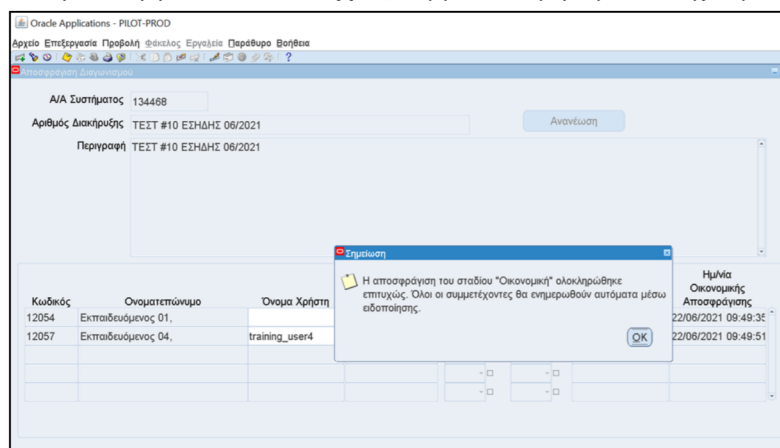 Oracle Applications - PILOT-PROD
Αρχείο Επεξεργασία Προβολή Φάκελος Εργαλεία Παράθυρο Βοήθεια
Αποσφράγιση Διαγωνισμού
Α/Α Συστήματος 134468
Αριθμός Διακήρυξης ΤΕΣΤ #10 ΕΣΗΔΗΣ 06/2021 Ανανέωση
Περιγραφή ΤΕΣΤ #10 ΕΣΗΔΗΣ 06/2021
Σημείωση
Η αποσφράγιση του σταδίου "Οικονομική" ολοκληρώθηκε
επιτυχώς. Όλοι οι συμμετέχοντες θα ενημερωθούν αυτόματα μέσω
ειδοποίησης.
OK
Ημ/νία
Οικονομικής
Κωδικός Ονοματεπώνυμο Όνομα Χρήστη Αποσφράγισης
12054 Εκπαιδευόμενος 01, 22/06/2021 09:49:35
12057 Εκπαιδευόμενος 04, training_user4 22/06/2021 09:49:51